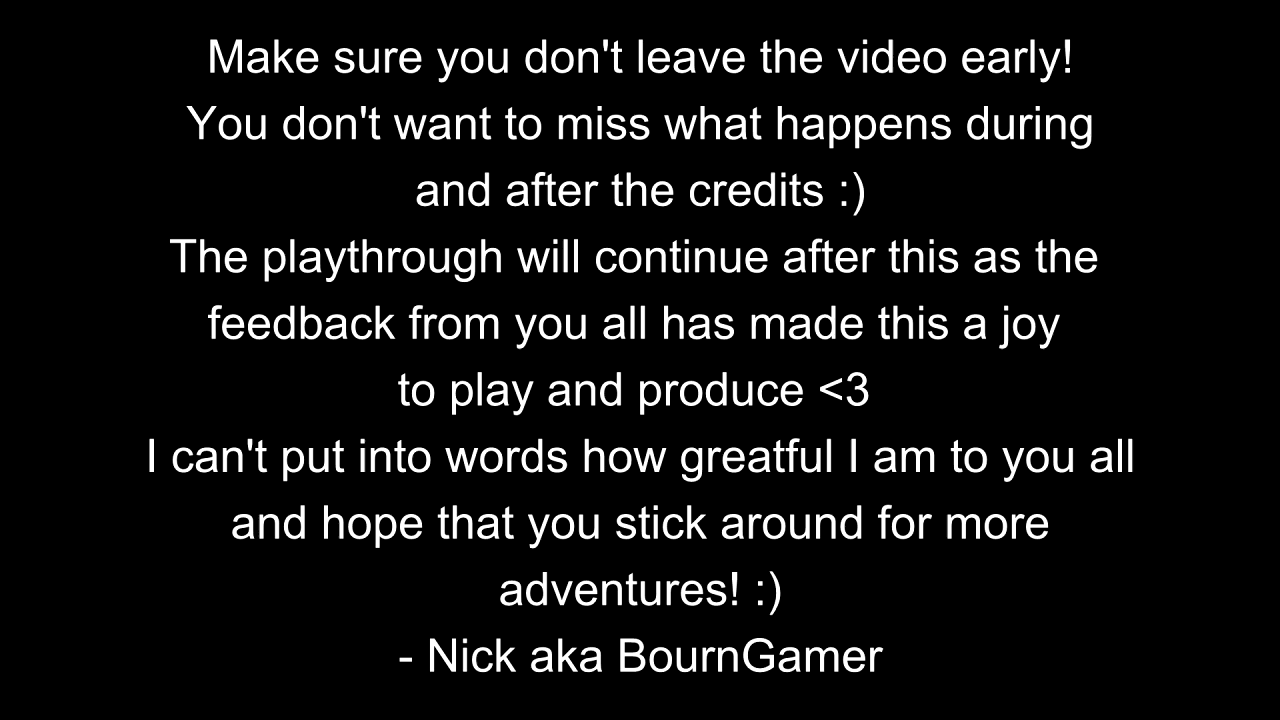 Make sure you don't leave the video early!
You don't want to miss what happens during
and after the credits :)
The playthrough will continue after this as the
feedback from you all has made this a joy
to play and produce <3
I can't put into words how greatful I am to you all
and hope that you stick around for more
adventures! :)
- Nick aka BournGamer